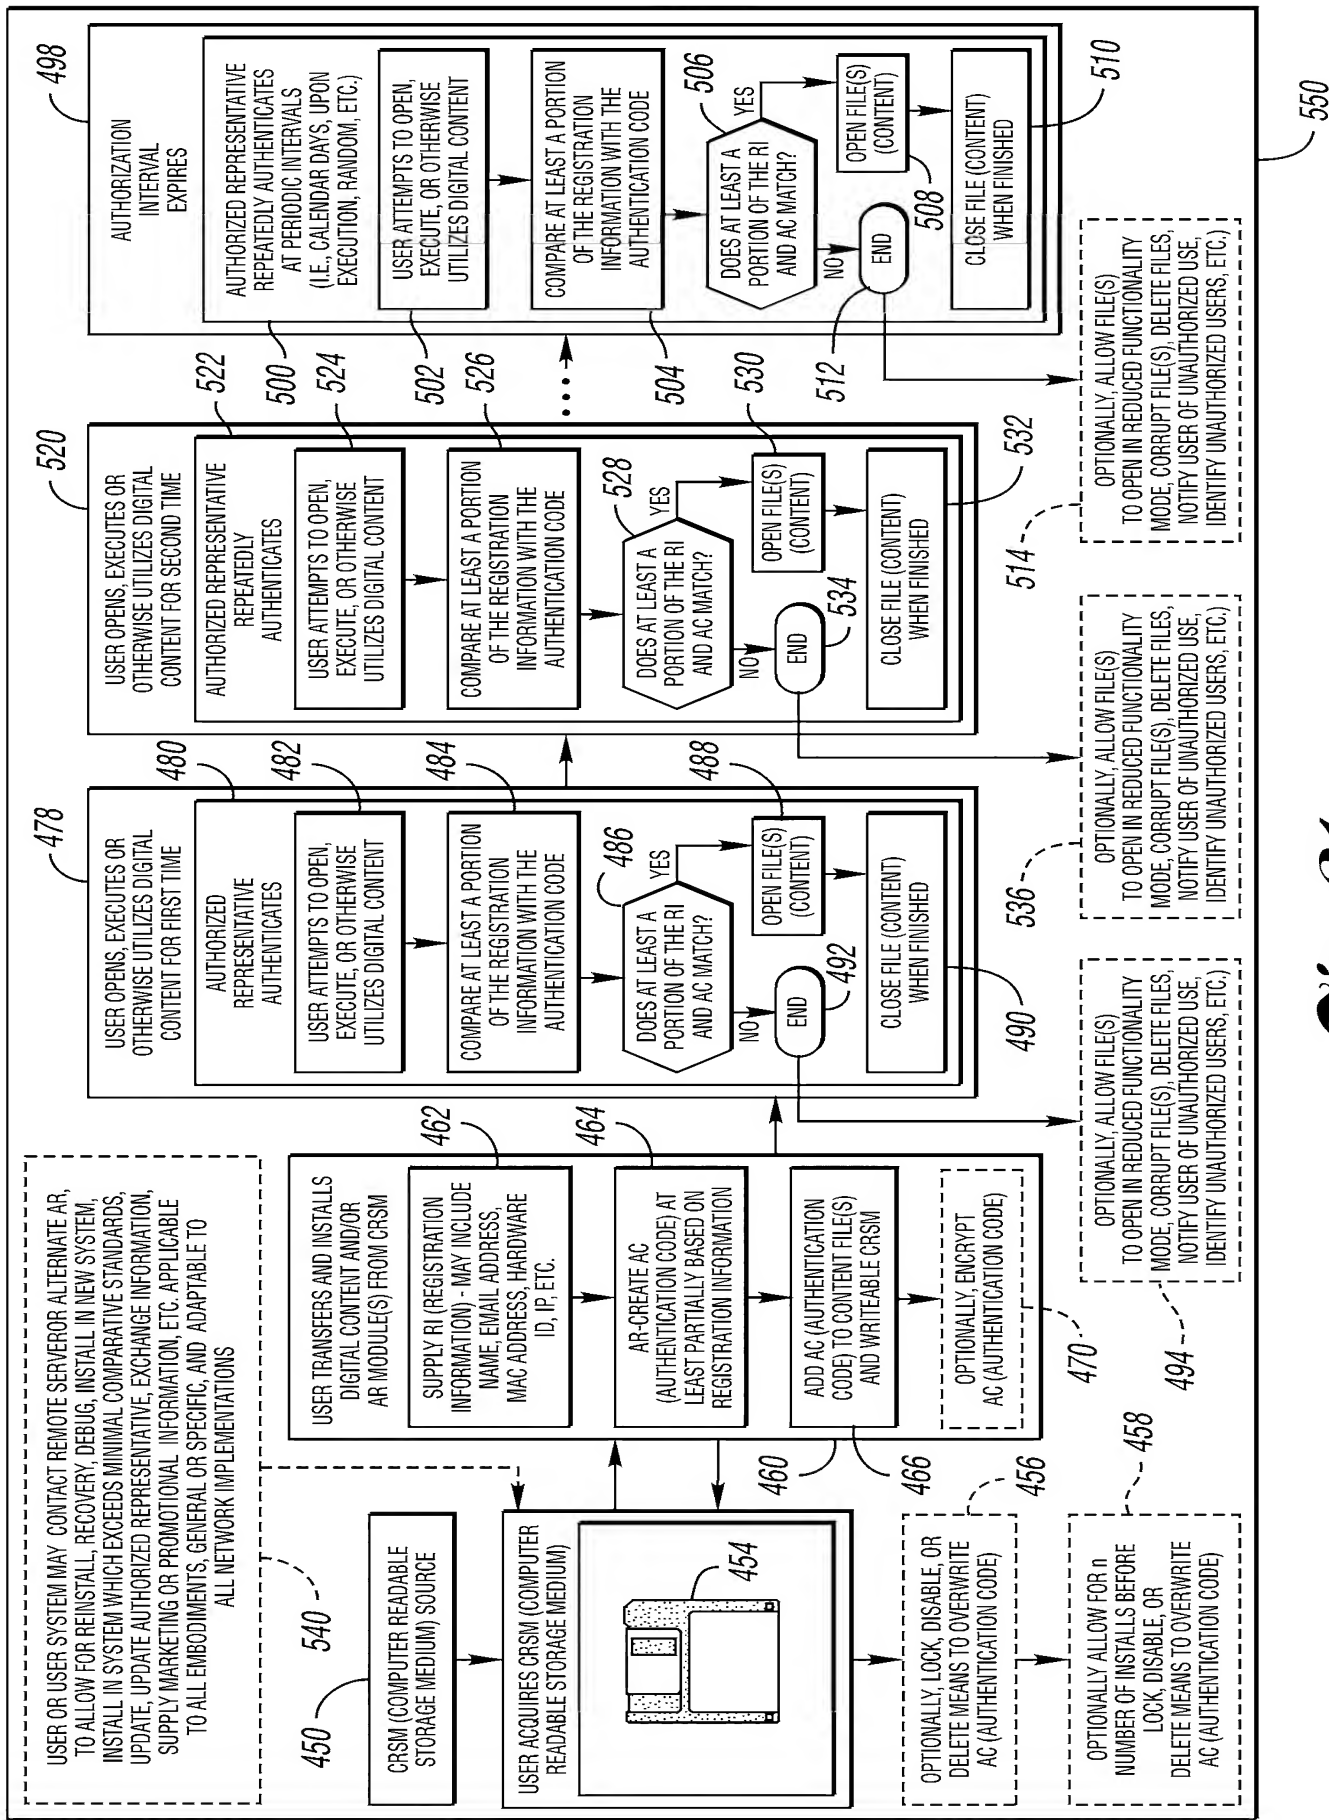 USER OR USER SYSTEM MAY CONTACT REMOTE SERVEROR ALTERNATE AR,
TO ALLOW FOR REINSTALL, RECOVERY, DEBUG, INSTALL IN NEW SYSTEM,
INSTALL IN SYSTEM WHICH EXCEEDS MINIMAL COMPARATIVE STANDARDS,
UPDATE, UPDATE AUTHORIZED REPRESENTATIVE, EXCHANGE INFORMATION,
SUPPLY MARKETING OR PROMOTIONAL INFORMATION, ETC. APPLICABLE
TO ALL EMBODIMENTS, GENERAL OR SPECIFIC, AND ADAPTABLE TO
ALL NETWORK IMPLEMENTATIONS
540
450
CRSM (COMPUTER READABLE
STORAGE MEDIUM) SOURCE
USER ACQUIRES CRSM (COMPUTER
READABLE STORAGE MEDIUM)
454
OPTIONALLY, LOCK, DISABLE, OR
DELETE MEANS TO OVERWRITE
AC (AUTHENTICATION CODE)
456
OPTIONALLY ALLOW FOR n
NUMBER OF INSTALLS BEFORE
LOCK, DISABLE, OR
DELETE MEANS TO OVERWRITE
AC (AUTHENTICATION CODE)
458
USER TRANSFERS AND INSTALLS
DIGITAL CONTENT AND/OR
AR MODULE(S) FROM CRSM
460
SUPPLY RI (REGISTRATION
INFORMATION) - MAY INCLUDE
NAME, EMAIL ADDRESS,
MAC ADDRESS, HARDWARE
ID, IP, ETC.
462
AR-CREATE AC
(AUTHENTICATION CODE) AT
LEAST PARTIALLY BASED ON
REGISTRATION INFORMATION
464
ADD AC (AUTHENTICATION
CODE) TO CONTENT FILE(S)
AND WRITEABLE CRSM
466
OPTIONALLY, ENCRYPT
AC (AUTHENTICATION CODE)
470
478
USER OPENS, EXECUTES OR
OTHERWISE UTILIZES DIGITAL
CONTENT FOR FIRST TIME
AUTHORIZED
REPRESENTATIVE
AUTHENTICATES
480
USER ATTEMPTS TO OPEN,
EXECUTE, OR OTHERWISE
UTILIZES DIGITAL CONTENT
482
COMPARE AT LEAST A PORTION
OF THE REGISTRATION
INFORMATION WITH THE
AUTHENTICATION CODE
484
DOES AT LEAST A
PORTION OF THE RI
AND AC MATCH?
486
YES
NO
OPEN FILE(S)
(CONTENT)
488
END
492
CLOSE FILE (CONTENT)
WHEN FINISHED
490
OPTIONALLY, ALLOW FILE(S)
TO OPEN IN REDUCED FUNCTIONALITY
MODE, CORRUPT FILE(S), DELETE FILES,
NOTIFY USER OF UNAUTHORIZED USE,
IDENTIFY UNAUTHORIZED USERS, ETC.)
494
520
USER OPENS, EXECUTES OR
OTHERWISE UTILIZES DIGITAL
CONTENT FOR SECOND TIME
AUTHORIZED REPRESENTATIVE
REPEATEDLY
AUTHENTICATES
522
USER ATTEMPTS TO OPEN,
EXECUTE, OR OTHERWISE
UTILIZES DIGITAL CONTENT
524
COMPARE AT LEAST A PORTION
OF THE REGISTRATION
INFORMATION WITH THE
AUTHENTICATION CODE
526
DOES AT LEAST A
PORTION OF THE RI
AND AC MATCH?
528
YES
NO
OPEN FILE(S)
(CONTENT)
530
END
534
CLOSE FILE (CONTENT)
WHEN FINISHED
532
OPTIONALLY, ALLOW FILE(S)
TO OPEN IN REDUCED FUNCTIONALITY
MODE, CORRUPT FILE(S), DELETE FILES,
NOTIFY USER OF UNAUTHORIZED USE,
IDENTIFY UNAUTHORIZED USERS, ETC.)
536
498
AUTHORIZATION
INTERVAL
EXPIRES
AUTHORIZED REPRESENTATIVE
REPEATEDLY AUTHENTICATES
AT PERIODIC INTERVALS
(I.E., CALENDAR DAYS, UPON
EXECUTION, RANDOM, ETC.)
500
USER ATTEMPTS TO OPEN,
EXECUTE, OR OTHERWISE
UTILIZES DIGITAL CONTENT
502
COMPARE AT LEAST A PORTION
OF THE REGISTRATION
INFORMATION WITH THE
AUTHENTICATION CODE
504
DOES AT LEAST A
PORTION OF THE RI
AND AC MATCH?
506
YES
NO
OPEN FILE(S)
(CONTENT)
508
END
512
CLOSE FILE (CONTENT)
WHEN FINISHED
510
OPTIONALLY, ALLOW FILE(S)
TO OPEN IN REDUCED FUNCTIONALITY
MODE, CORRUPT FILE(S), DELETE FILES,
NOTIFY USER OF UNAUTHORIZED USE,
IDENTIFY UNAUTHORIZED USERS, ETC.)
514
550